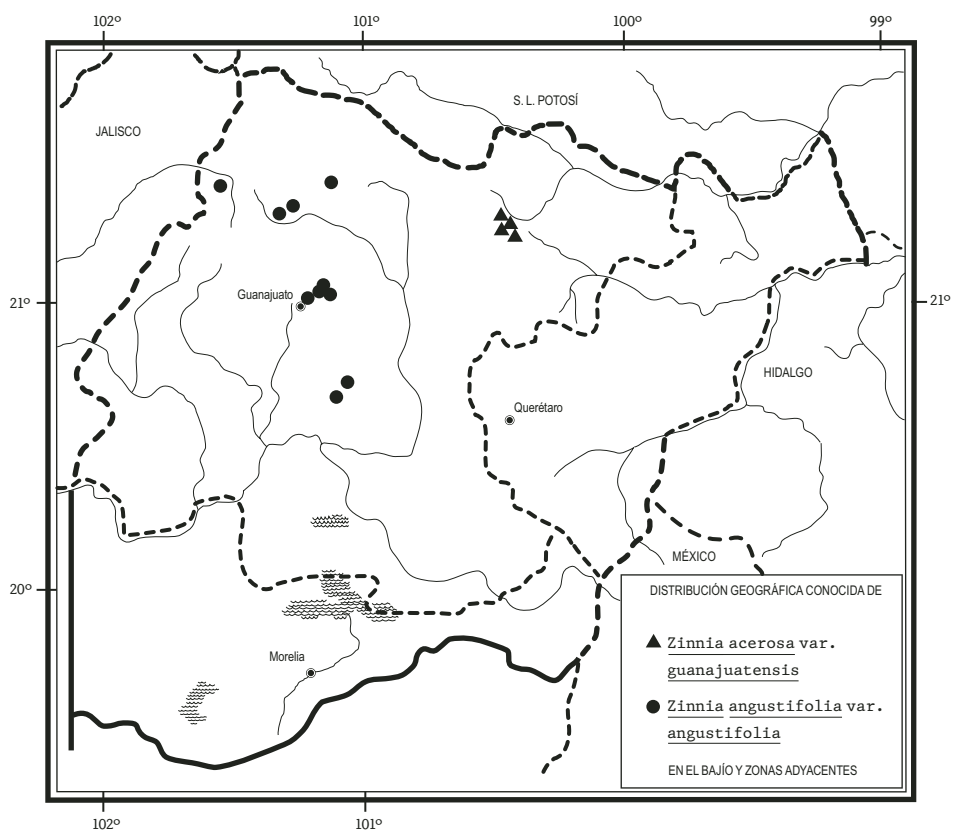 102º 101º 100º 99º
S. L. POTOSÍ
JALISCO
Guanajuato
21º 21º
HIDALGO
Querétaro
MÉXICO
20º
DISTRIBUCIÓN GEOGRÁFICA CONOCIDA DE
Zinnia acerosa var.
guanajuatensis
Morelia
Zinnia angustifolia var.
angustifolia
EN EL BAJÍO Y ZONAS ADYACENTES
102º 101º